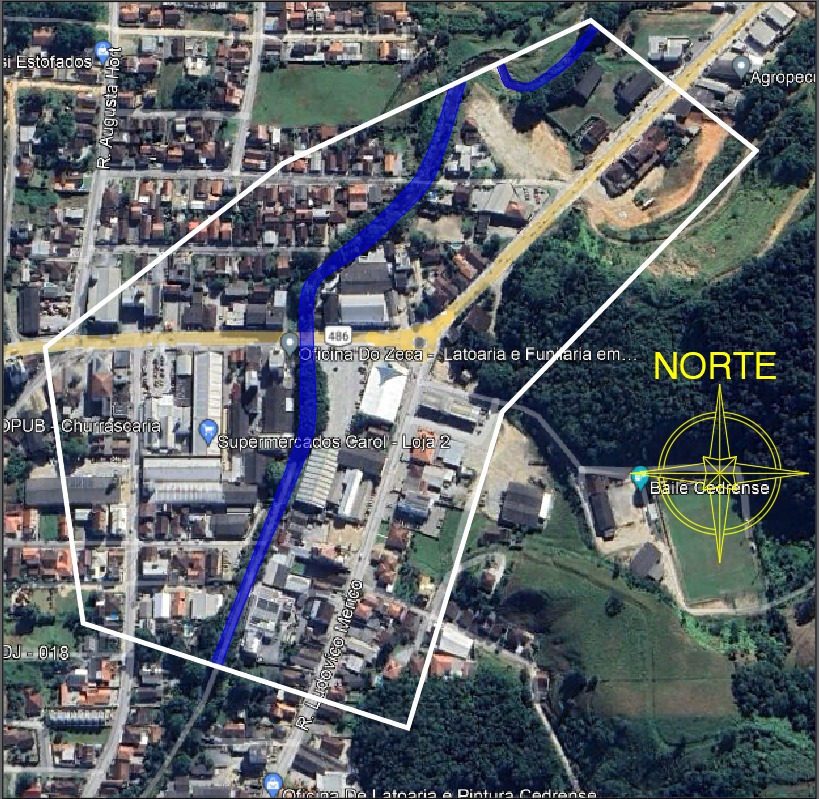 si Estofados
R. Augusta Hort
Agropecu
486
Oficina Do Zeca - Latoaria e Funilaria em...
NORTE
OPUB - Churrascaria
Supermercados Carol - Loja 2
Baile Cedrense
DJ - 018
R. Ludovico Merico
Oficina De Latoaria e Pintura Cedrense